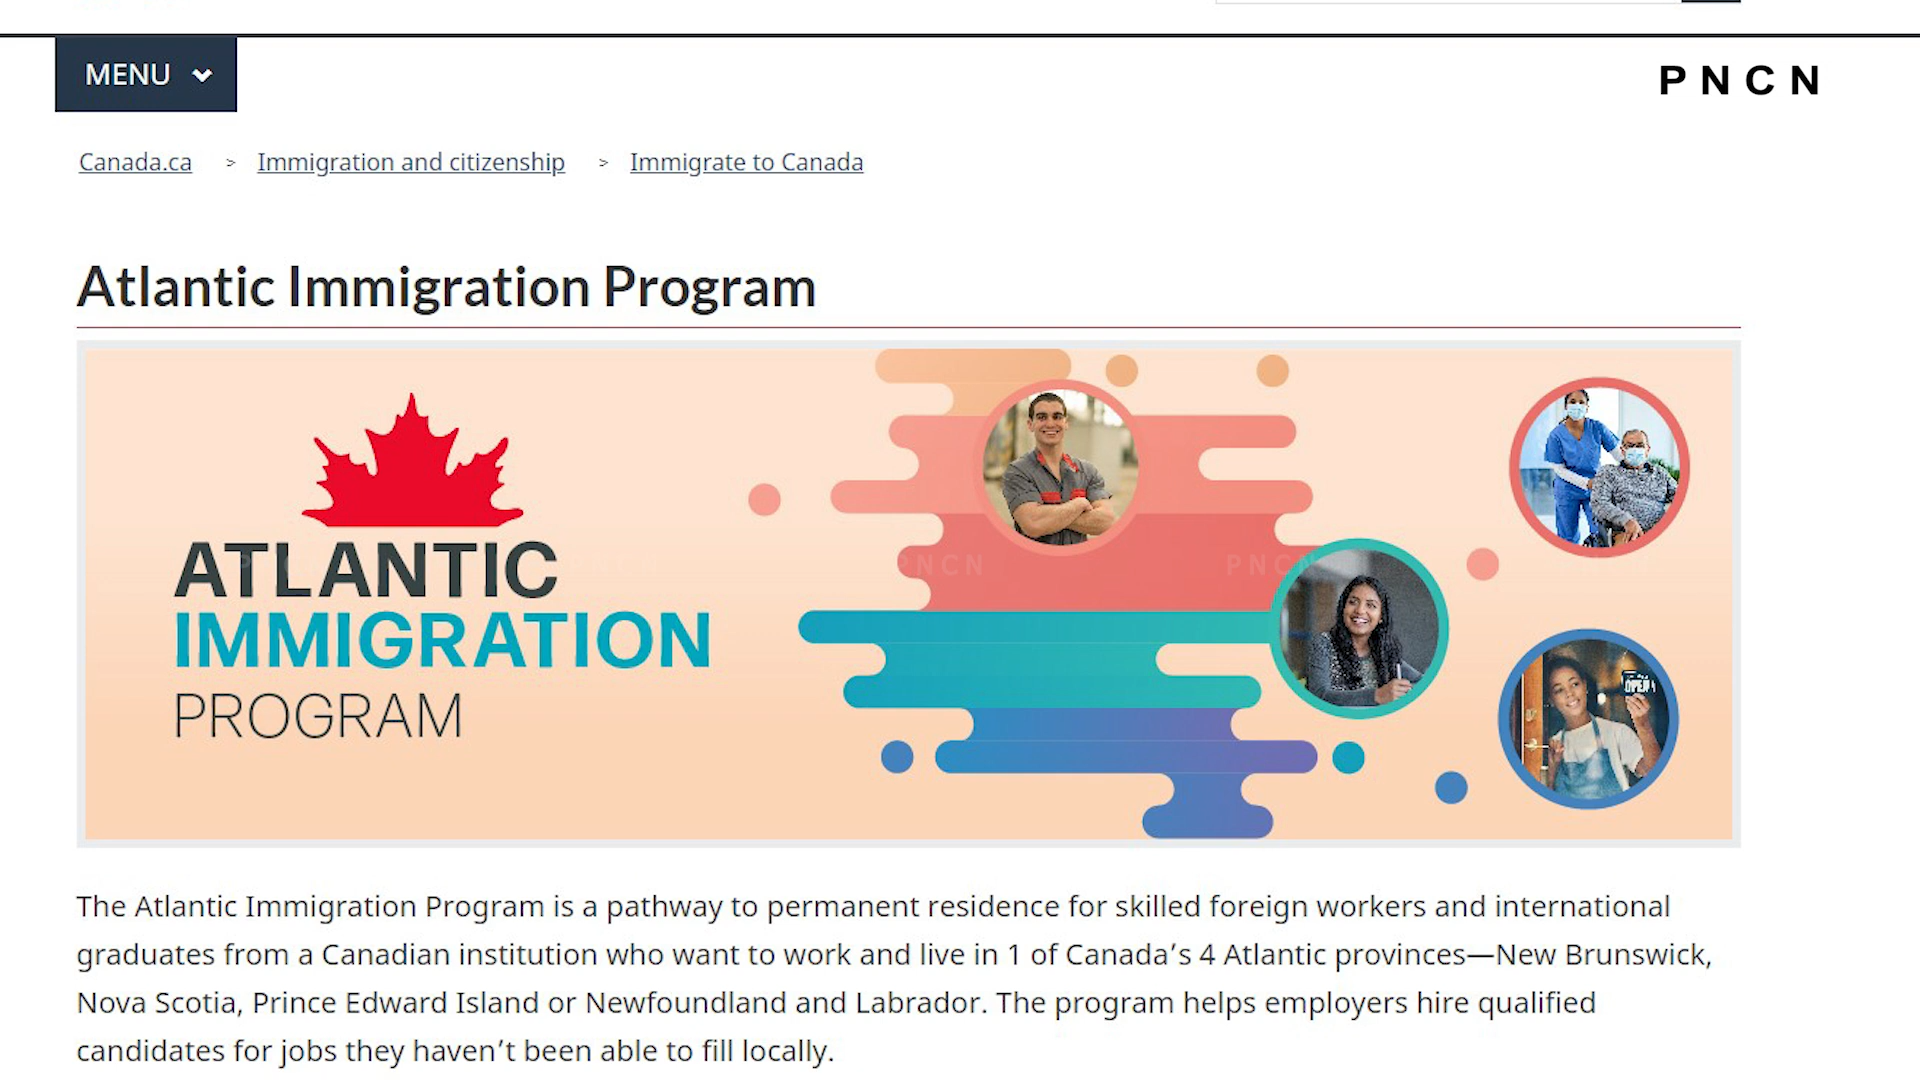 MENU
PNCN
Canada.ca > Immigration and citizenship > Immigrate to Canada
Atlantic Immigration Program
ATLANTIC
IMMIGRATION
PROGRAM
PNCN
PNCN
OPEN
The Atlantic Immigration Program is a pathway to permanent residence for skilled foreign workers and international
graduates from a Canadian institution who want to work and live in 1 of Canada’s 4 Atlantic provinces—New Brunswick,
Nova Scotia, Prince Edward Island or Newfoundland and Labrador. The program helps employers hire qualified
candidates for jobs they haven’t been able to fill locally.